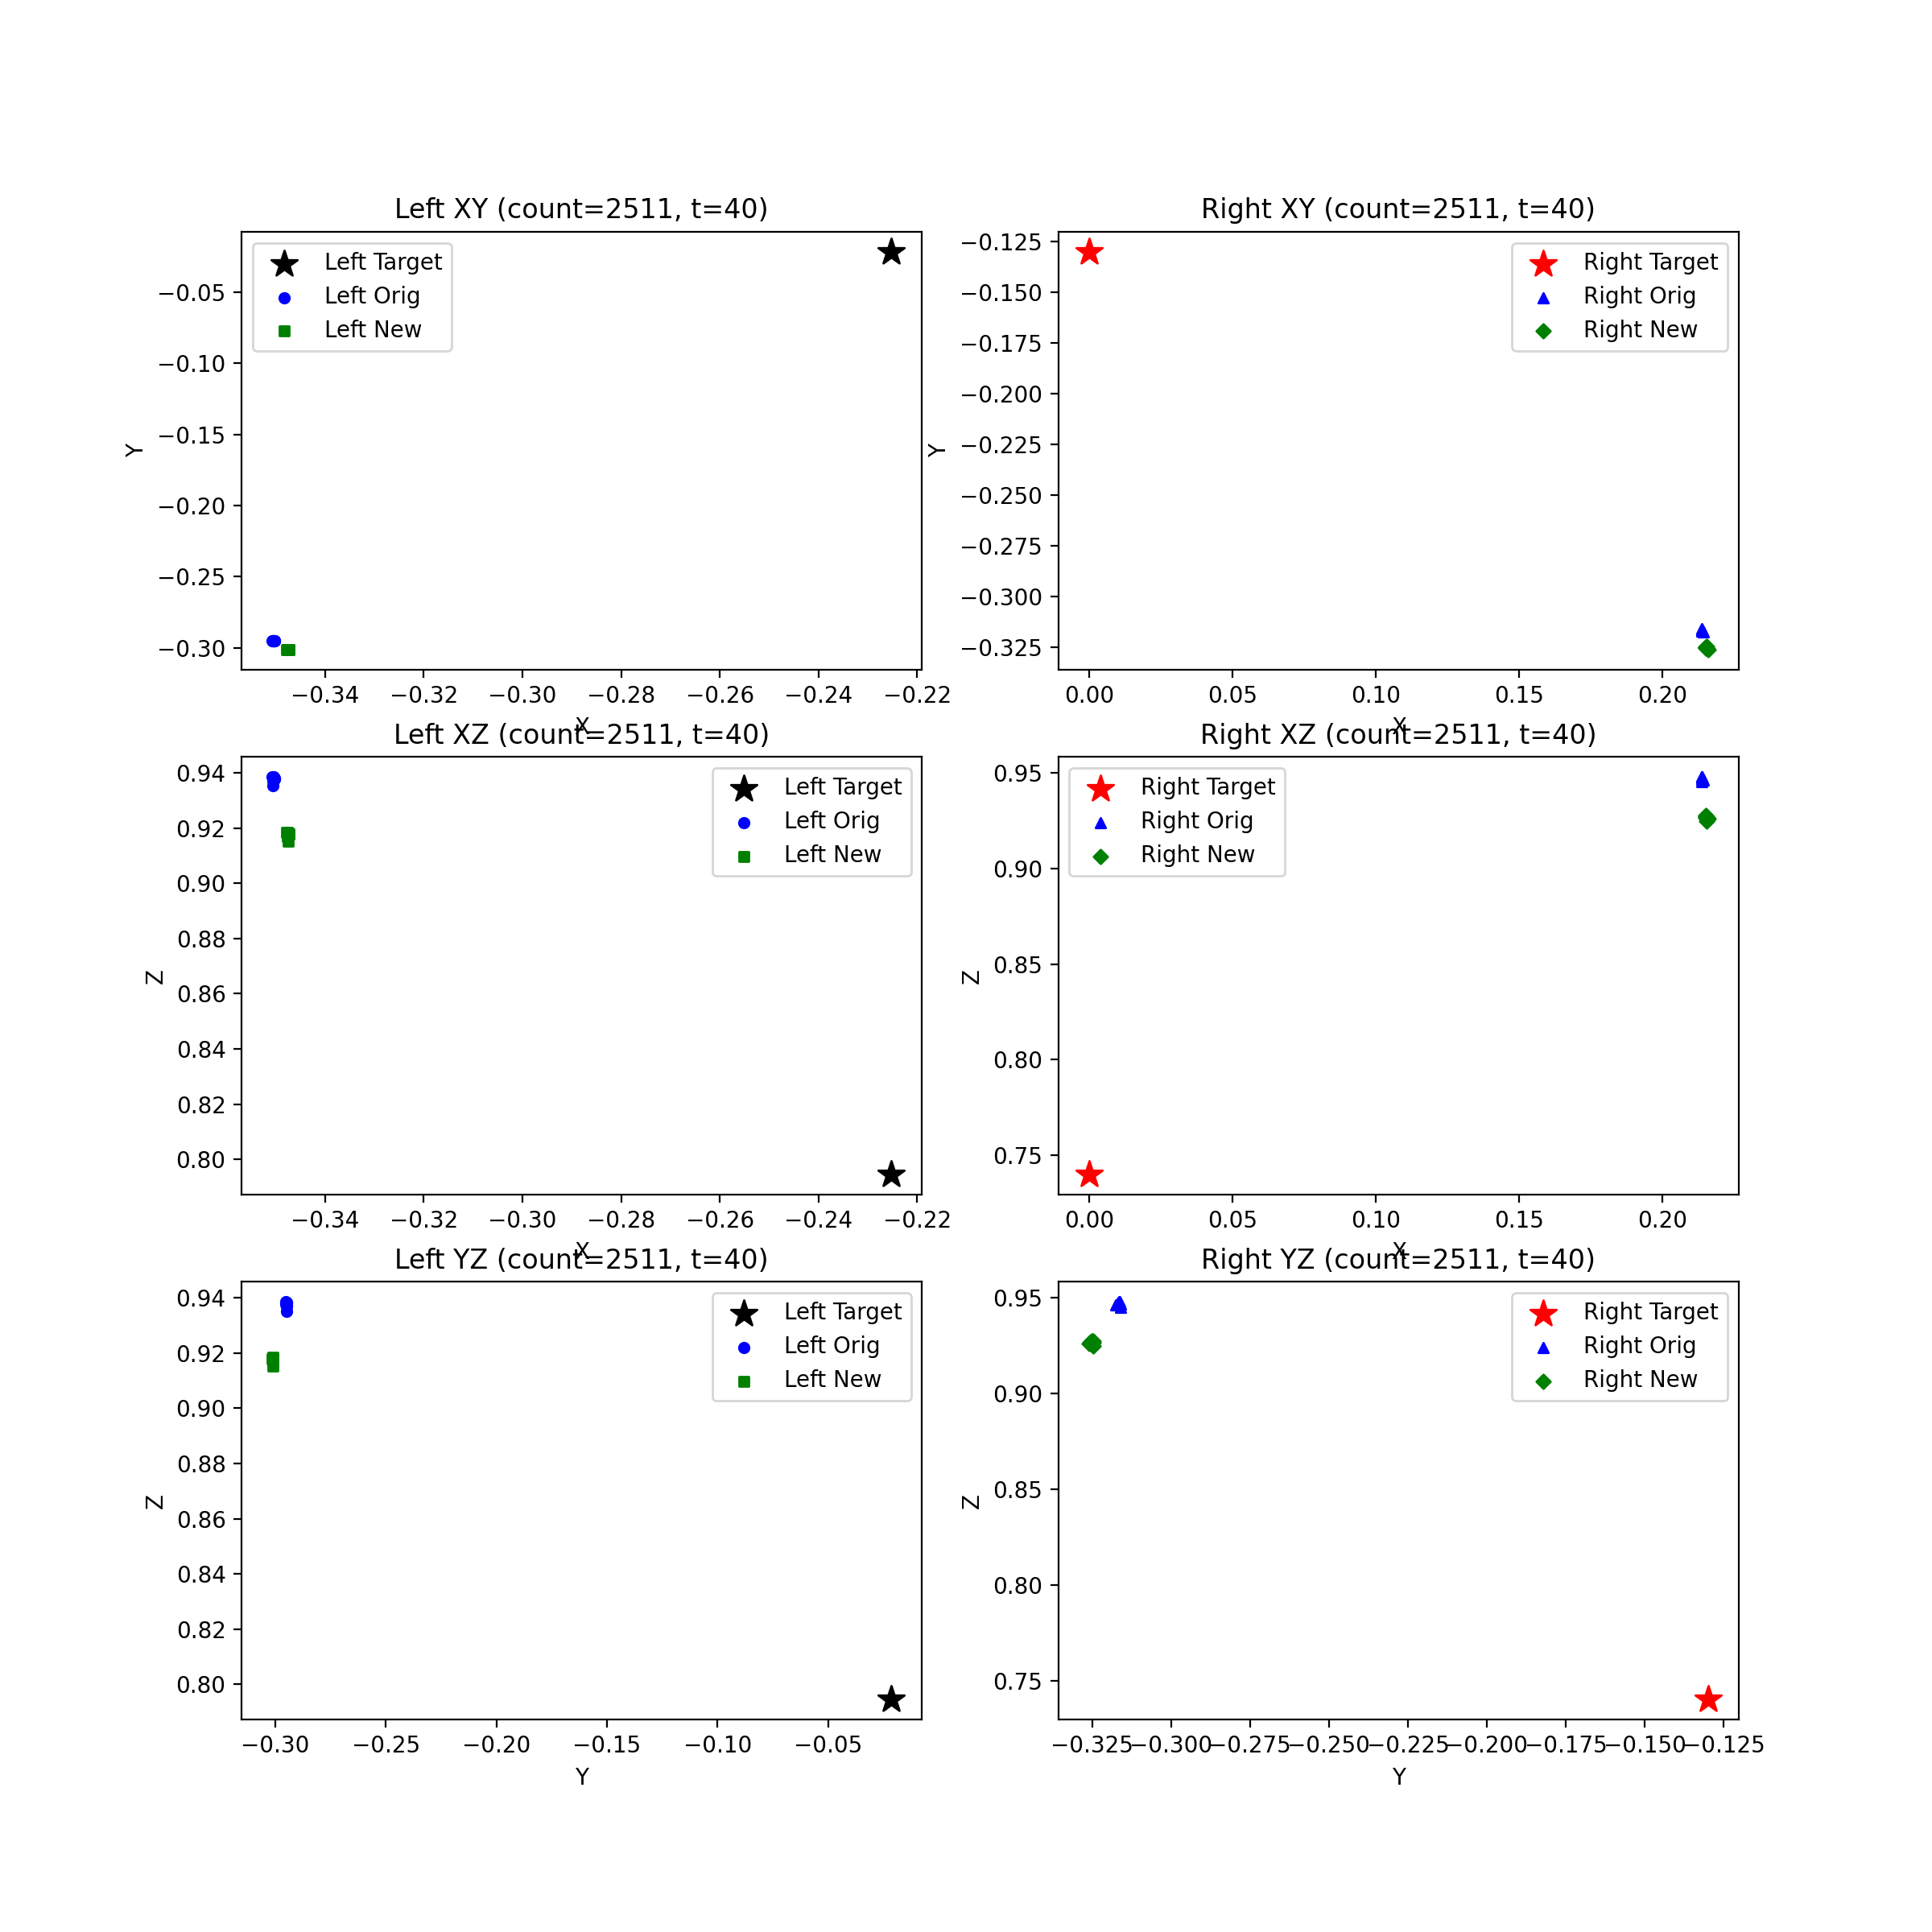 Left XY (count=2511, t=40)
Left Target
Left Orig
Left New
Y
−0.05
−0.10
−0.15
−0.20
−0.25
−0.30
−0.34 −0.32 −0.30 −0.28 −0.26 −0.24 −0.22
X
Right XY (count=2511, t=40)
Right Target
Right Orig
Right New
Y
−0.125
−0.150
−0.175
−0.200
−0.225
−0.250
−0.275
−0.300
−0.325
0.00 0.05 0.10 0.15 0.20
X
Left XZ (count=2511, t=40)
Left Target
Left Orig
Left New
Z
0.94
0.92
0.90
0.88
0.86
0.84
0.82
0.80
−0.34 −0.32 −0.30 −0.28 −0.26 −0.24 −0.22
X
Right XZ (count=2511, t=40)
Right Target
Right Orig
Right New
Z
0.95
0.90
0.85
0.80
0.75
0.00 0.05 0.10 0.15 0.20
X
Left YZ (count=2511, t=40)
Left Target
Left Orig
Left New
Z
0.94
0.92
0.90
0.88
0.86
0.84
0.82
0.80
−0.30 −0.25 −0.20 −0.15 −0.10 −0.05
Y
Right YZ (count=2511, t=40)
Right Target
Right Orig
Right New
Z
0.95
0.90
0.85
0.80
0.75
−0.325 −0.300 −0.275 −0.250 −0.225 −0.200 −0.175 −0.150 −0.125
Y